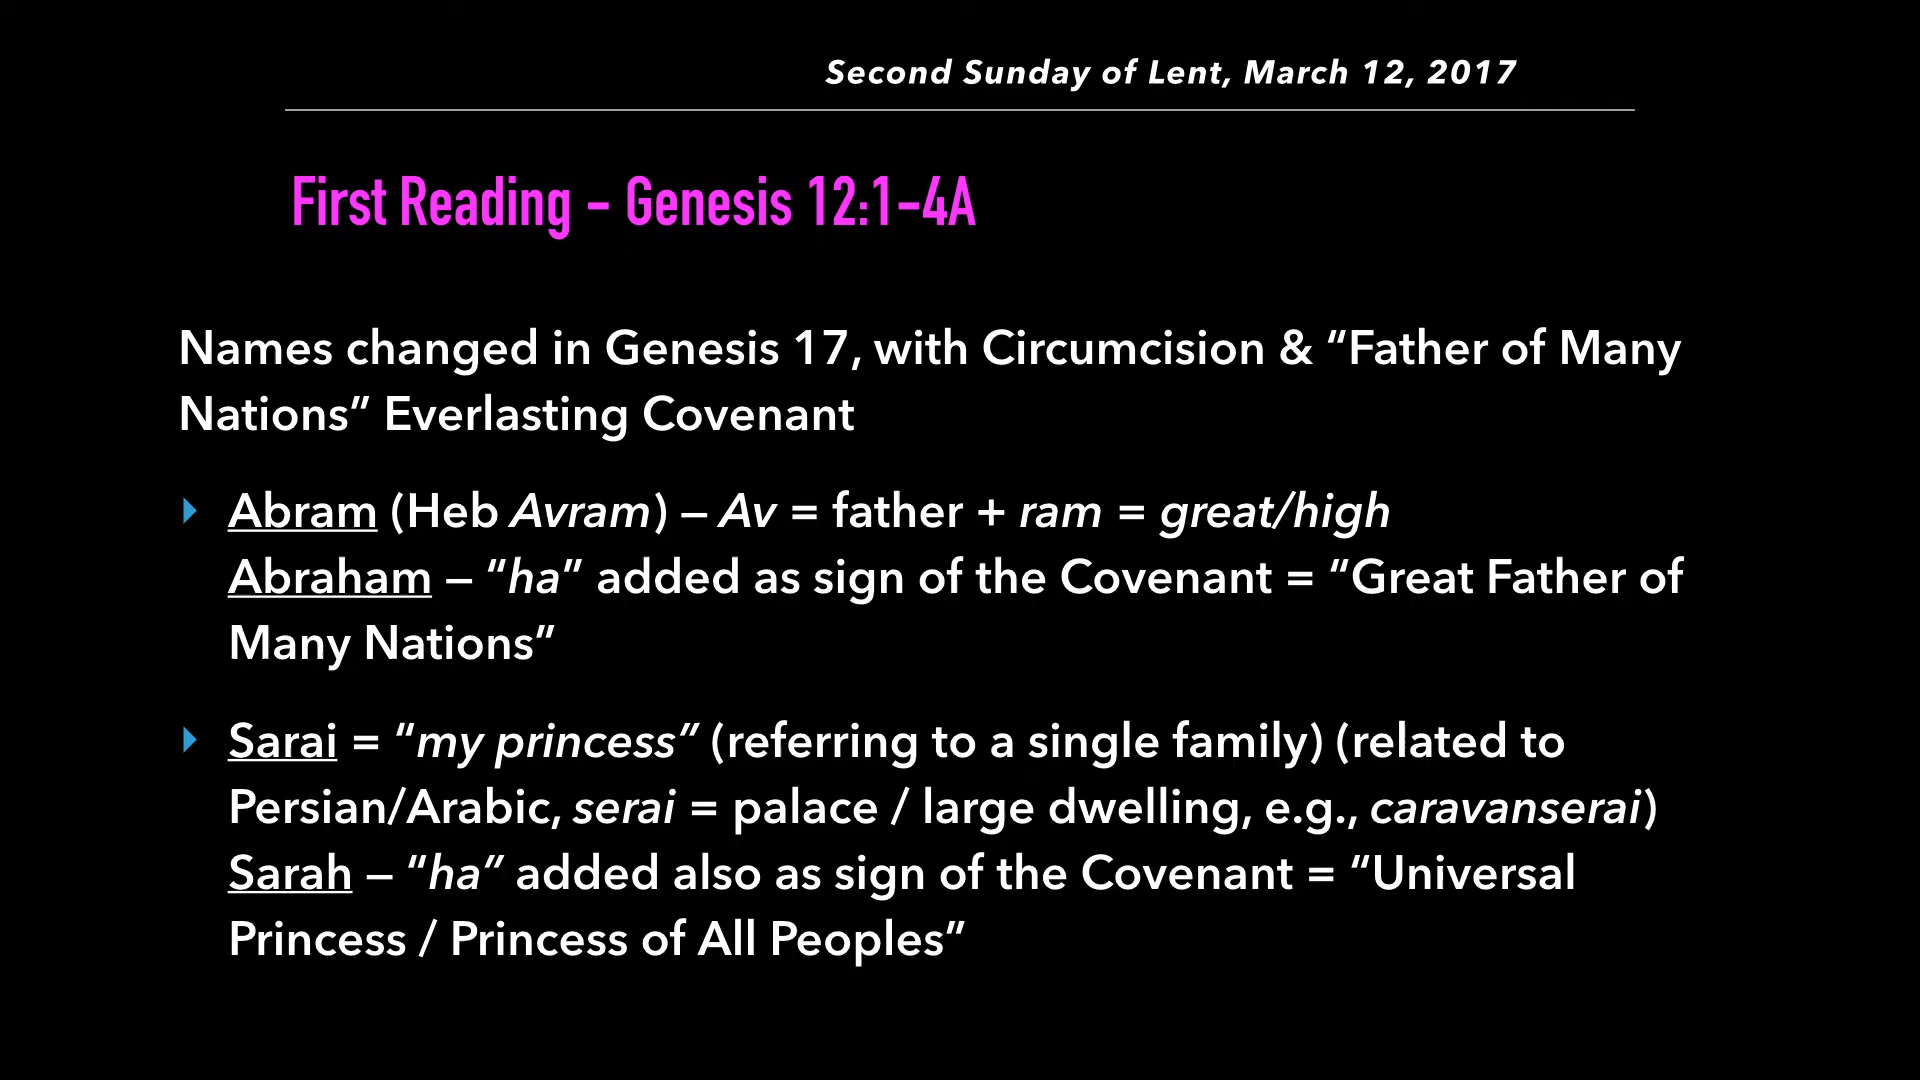 Second Sunday of Lent, March 12, 2017
First Reading – Genesis 12:1–4A
Names changed in Genesis 17, with Circumcision & “Father of Many
Nations” Everlasting Covenant
Abram (Heb Avram) – Av = father + ram = great/high
Abraham – “ha” added as sign of the Covenant = “Great Father of
Many Nations”
Sarai = “my princess” (referring to a single family) (related to
Persian/Arabic, serai = palace / large dwelling, e.g., caravanserai)
Sarah – “ha” added also as sign of the Covenant = “Universal
Princess / Princess of All Peoples”